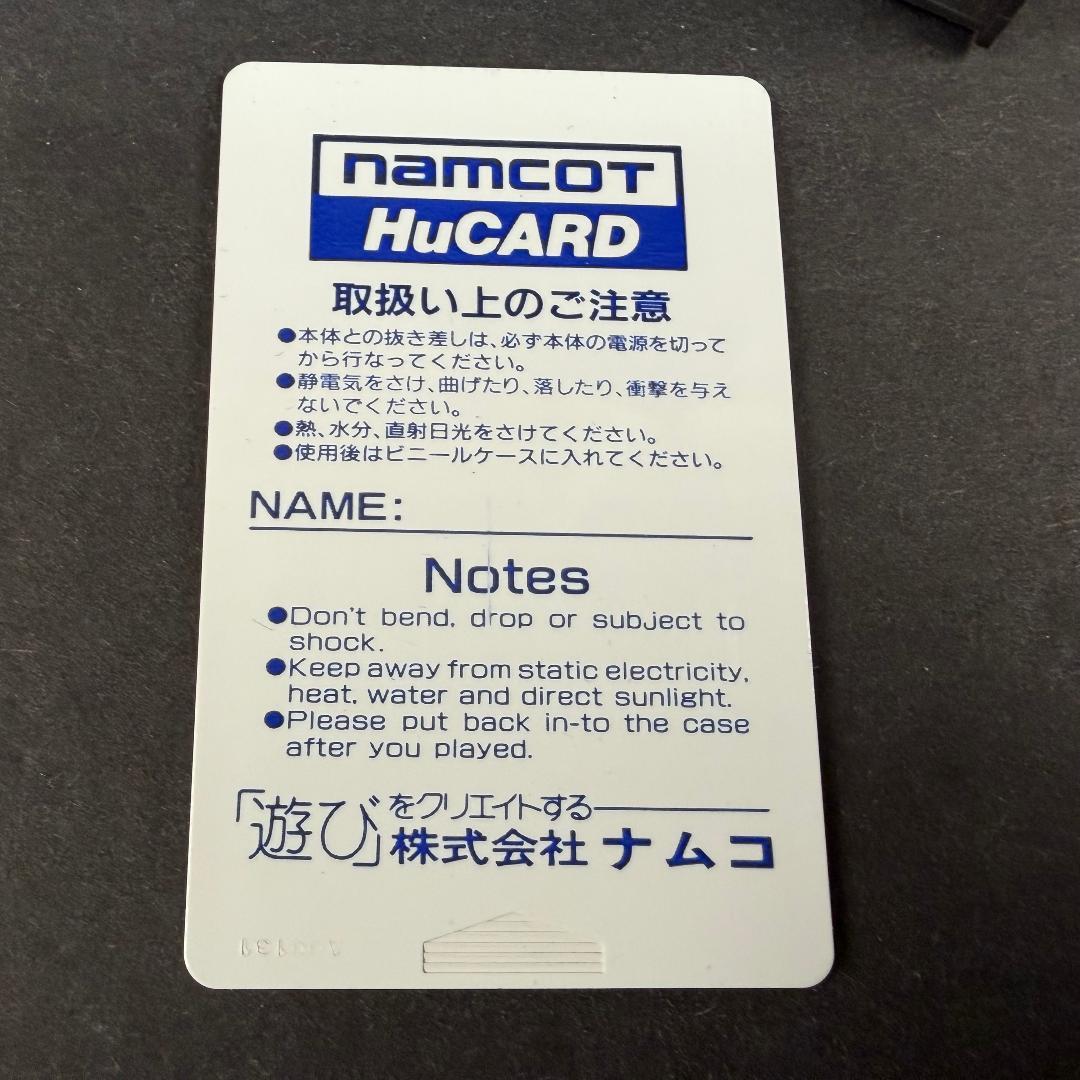 namcoT
HuCARD
取扱い上のご注意
●本体との抜き差しは、必ず本体の電源を切って
から行なってください。
●静電気をさけ、曲げたり、落したり、衝撃を与え
ないでください。
●熱、水分、直射日光をさけてください。
●使用後はビニールケースに入れてください。
NAME:
Notes
●Don't bend, drop or subject to
shock.
●Keep away from static electricity,
heat, water and direct sunlight.
●Please put back in-to the case
after you played.
「遊び」をクリエイトする
株式会社 ナムコ